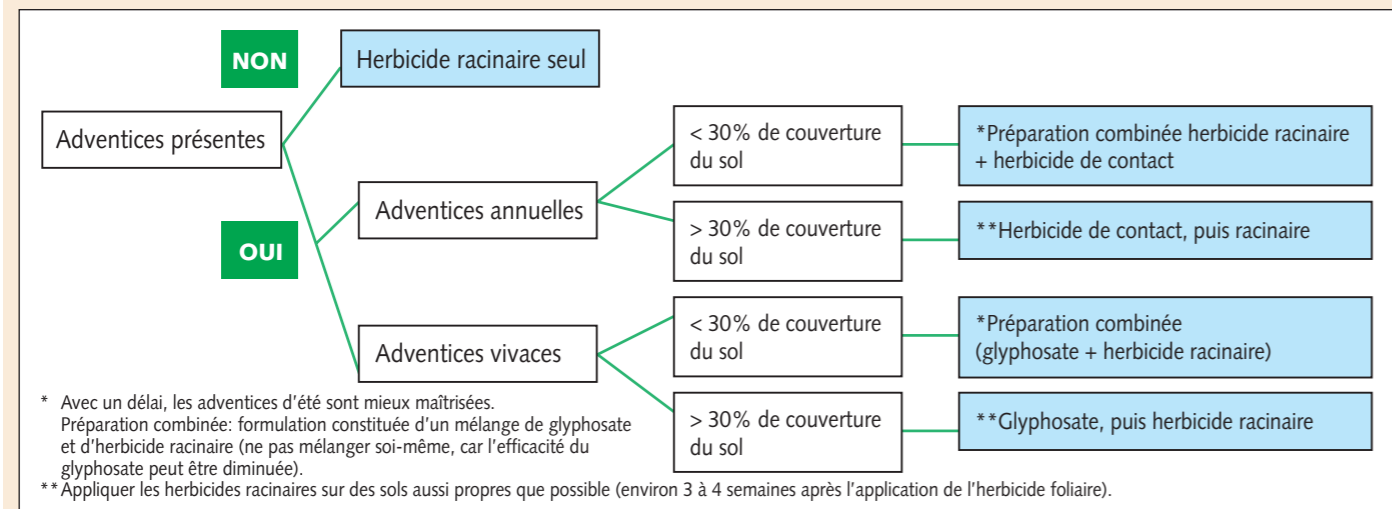 NON
Herbicide racinaire seul
Adventices présentes
OUI
Adventices annuelles
< 30% de couverture
du sol
*Préparation combinée herbicide racinaire
+ herbicide de contact
> 30% de couverture
du sol
**Herbicide de contact, puis racinaire
Adventices vivaces
< 30% de couverture
du sol
*Préparation combinée
(glyphosate + herbicide racinaire)
> 30% de couverture
du sol
**Glyphosate, puis herbicide racinaire
* Avec un délai, les adventices d'été sont mieux maîtrisées.
Préparation combinée: formulation constituée d'un mélange de glyphosate
et d'herbicide racinaire (ne pas mélanger soi-même, car l'efficacité du
glyphosate peut être diminuée).
** Appliquer les herbicides racinaires sur des sols aussi propres que possible (environ 3 à 4 semaines après l'application de l'herbicide foliaire).